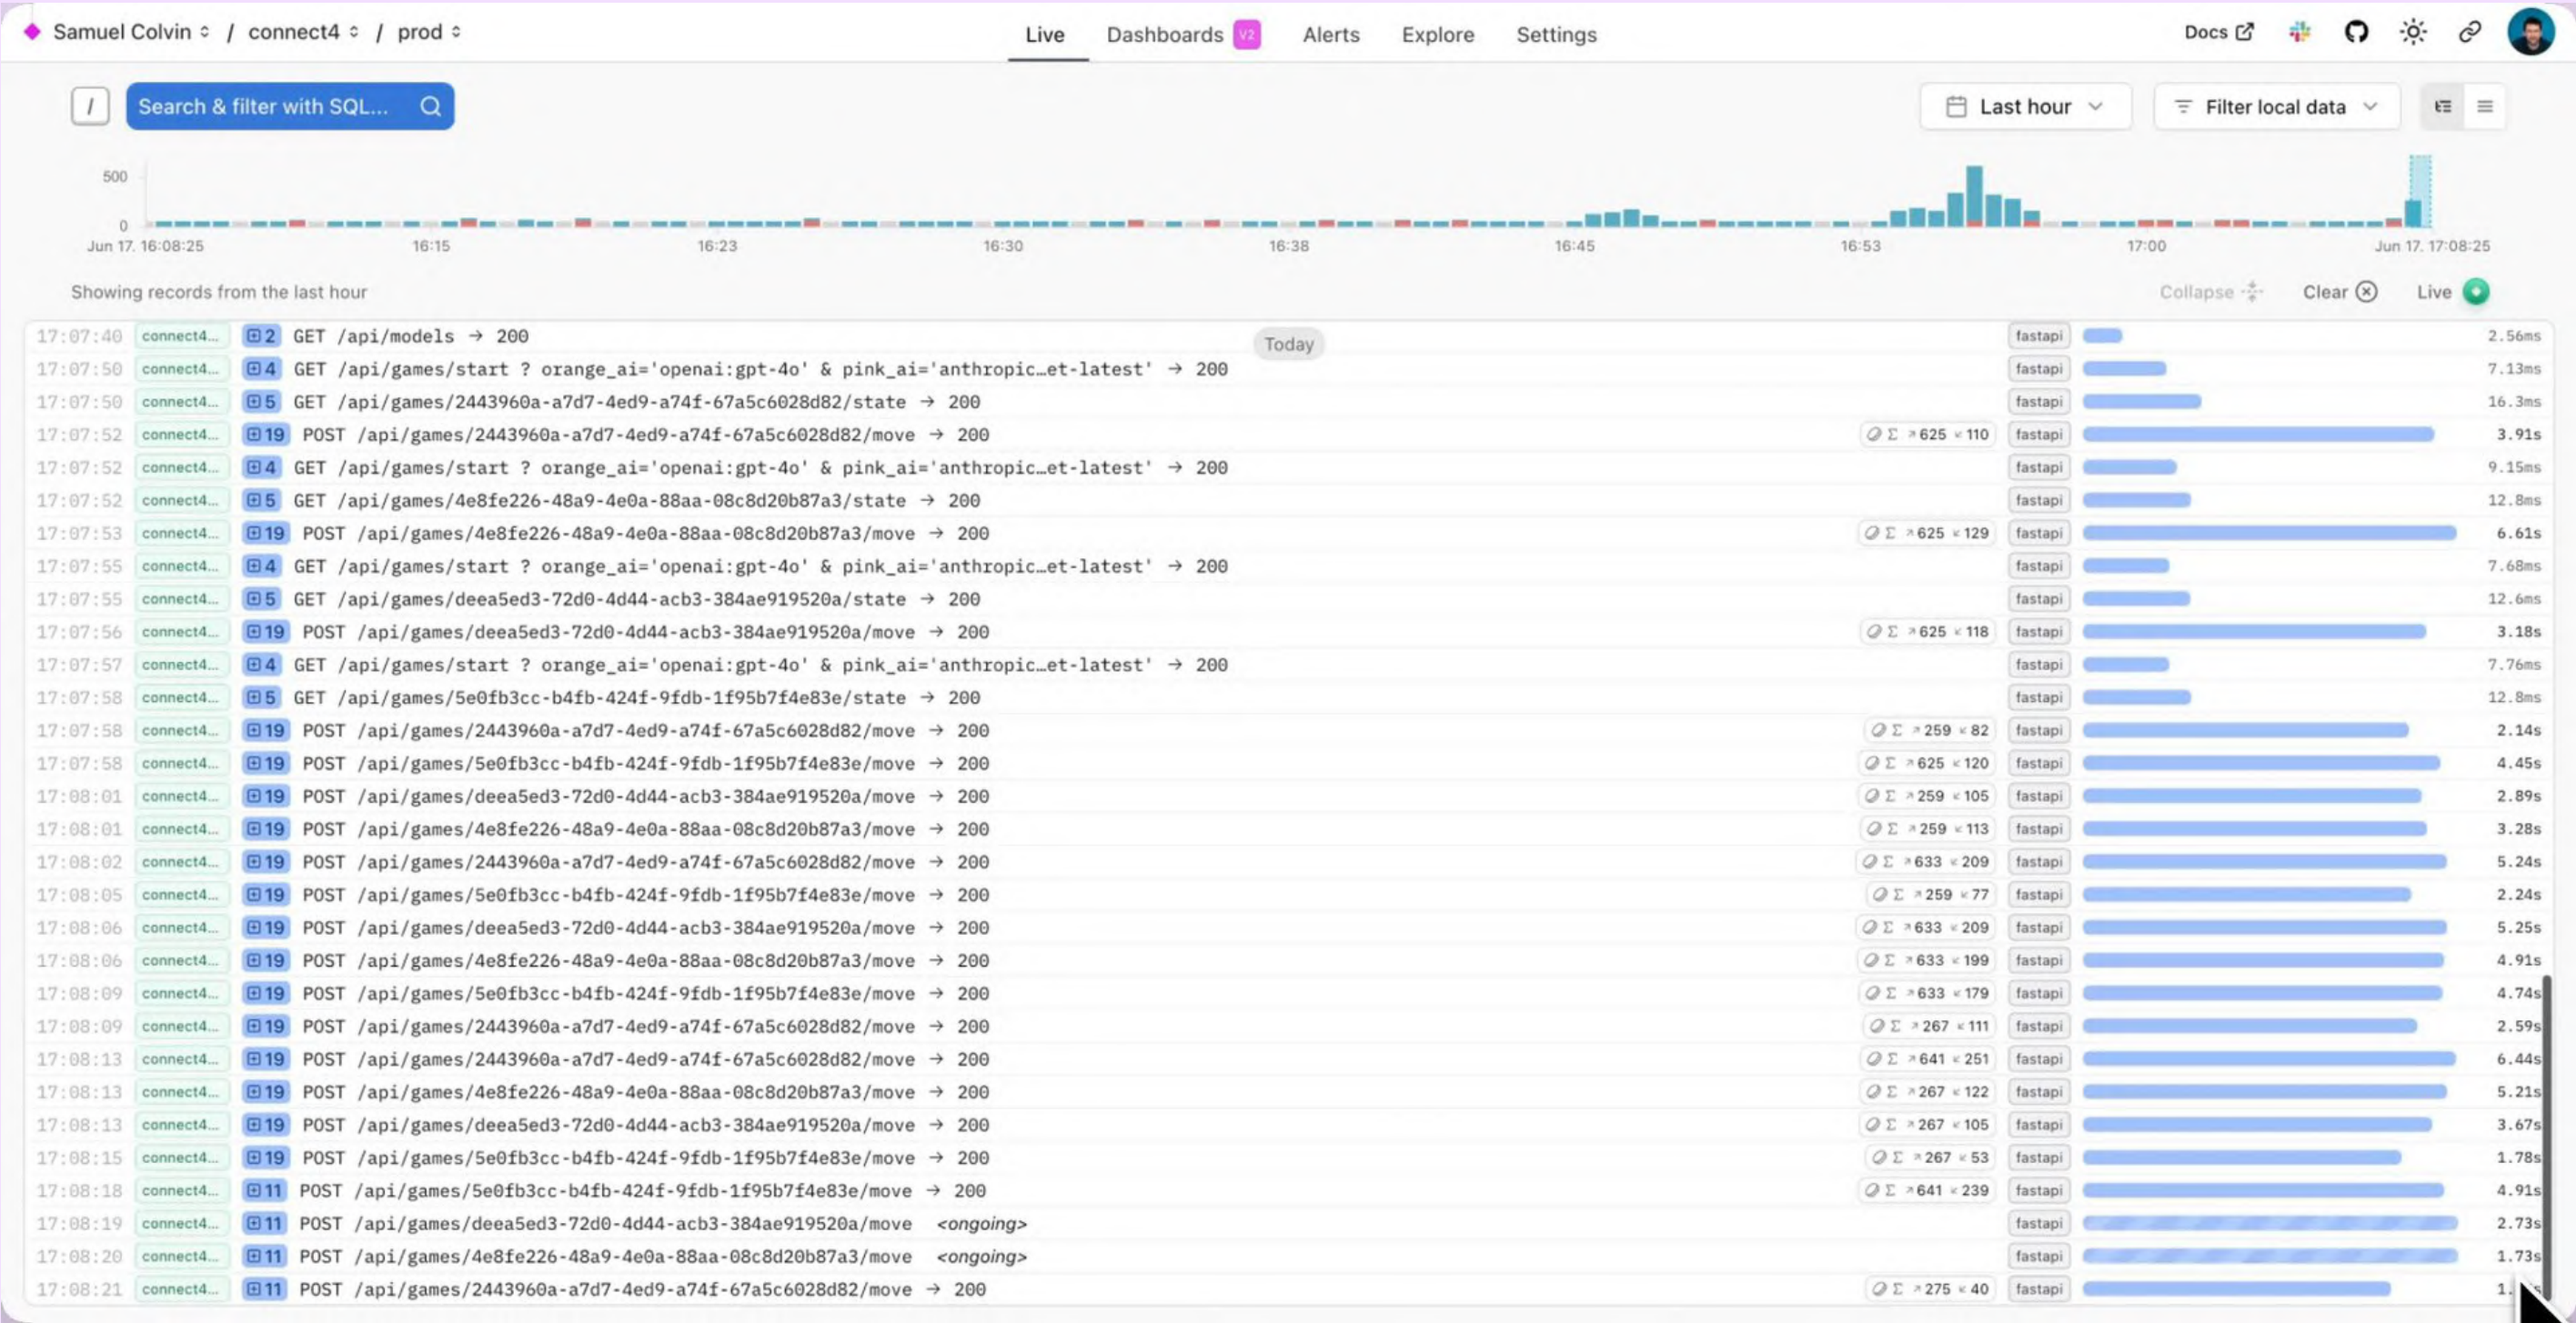 Samuel Colvin / connect4 / prod Live Dashboards V2 Alerts Explore Settings Docs
/ Search & filter with SQL... Last hour Filter local data
500
0
Jun 17, 16:08:25 16:15 16:23 16:30 16:38 16:45 16:53 17:00 Jun 17, 17:08:25
Showing records from the last hour Collapse Clear Live
Today
17:07:40 connect4... 2 GET /api/models → 200 fastapi 2.56ms
17:07:50 connect4... 4 GET /api/games/start ? orange_ai='openai:gpt-4o' & pink_ai='anthropic…et-latest' → 200 fastapi 7.13ms
17:07:50 connect4... 5 GET /api/games/2443960a-a7d7-4ed9-a74f-67a5c6028d82/state → 200 fastapi 16.3ms
17:07:52 connect4... 19 POST /api/games/2443960a-a7d7-4ed9-a74f-67a5c6028d82/move → 200 Σ ↗625 ↙110 fastapi 3.91s
17:07:52 connect4... 4 GET /api/games/start ? orange_ai='openai:gpt-4o' & pink_ai='anthropic…et-latest' → 200 fastapi 9.15ms
17:07:52 connect4... 5 GET /api/games/4e8fe226-48a9-4e0a-88aa-08c8d20b87a3/state → 200 fastapi 12.8ms
17:07:53 connect4... 19 POST /api/games/4e8fe226-48a9-4e0a-88aa-08c8d20b87a3/move → 200 Σ ↗625 ↙129 fastapi 6.61s
17:07:55 connect4... 4 GET /api/games/start ? orange_ai='openai:gpt-4o' & pink_ai='anthropic…et-latest' → 200 fastapi 7.68ms
17:07:55 connect4... 5 GET /api/games/deea5ed3-72d0-4d44-acb3-384ae919520a/state → 200 fastapi 12.6ms
17:07:56 connect4... 19 POST /api/games/deea5ed3-72d0-4d44-acb3-384ae919520a/move → 200 Σ ↗625 ↙118 fastapi 3.18s
17:07:57 connect4... 4 GET /api/games/start ? orange_ai='openai:gpt-4o' & pink_ai='anthropic…et-latest' → 200 fastapi 7.76ms
17:07:58 connect4... 5 GET /api/games/5e0fb3cc-b4fb-424f-9fdb-1f95b7f4e83e/state → 200 fastapi 12.8ms
17:07:58 connect4... 19 POST /api/games/2443960a-a7d7-4ed9-a74f-67a5c6028d82/move → 200 Σ ↗259 ↙82 fastapi 2.14s
17:07:58 connect4... 19 POST /api/games/5e0fb3cc-b4fb-424f-9fdb-1f95b7f4e83e/move → 200 Σ ↗625 ↙120 fastapi 4.45s
17:08:01 connect4... 19 POST /api/games/deea5ed3-72d0-4d44-acb3-384ae919520a/move → 200 Σ ↗259 ↙105 fastapi 2.89s
17:08:01 connect4... 19 POST /api/games/4e8fe226-48a9-4e0a-88aa-08c8d20b87a3/move → 200 Σ ↗259 ↙113 fastapi 3.28s
17:08:02 connect4... 19 POST /api/games/2443960a-a7d7-4ed9-a74f-67a5c6028d82/move → 200 Σ ↗633 ↙209 fastapi 5.24s
17:08:05 connect4... 19 POST /api/games/5e0fb3cc-b4fb-424f-9fdb-1f95b7f4e83e/move → 200 Σ ↗259 ↙77 fastapi 2.24s
17:08:06 connect4... 19 POST /api/games/deea5ed3-72d0-4d44-acb3-384ae919520a/move → 200 Σ ↗633 ↙209 fastapi 5.25s
17:08:06 connect4... 19 POST /api/games/4e8fe226-48a9-4e0a-88aa-08c8d20b87a3/move → 200 Σ ↗633 ↙199 fastapi 4.91s
17:08:09 connect4... 19 POST /api/games/5e0fb3cc-b4fb-424f-9fdb-1f95b7f4e83e/move → 200 Σ ↗633 ↙179 fastapi 4.74s
17:08:09 connect4... 19 POST /api/games/2443960a-a7d7-4ed9-a74f-67a5c6028d82/move → 200 Σ ↗267 ↙111 fastapi 2.59s
17:08:13 connect4... 19 POST /api/games/2443960a-a7d7-4ed9-a74f-67a5c6028d82/move → 200 Σ ↗641 ↙251 fastapi 6.44s
17:08:13 connect4... 19 POST /api/games/4e8fe226-48a9-4e0a-88aa-08c8d20b87a3/move → 200 Σ ↗267 ↙122 fastapi 5.21s
17:08:13 connect4... 19 POST /api/games/deea5ed3-72d0-4d44-acb3-384ae919520a/move → 200 Σ ↗267 ↙105 fastapi 3.67s
17:08:15 connect4... 19 POST /api/games/5e0fb3cc-b4fb-424f-9fdb-1f95b7f4e83e/move → 200 Σ ↗267 ↙53 fastapi 1.78s
17:08:18 connect4... 11 POST /api/games/5e0fb3cc-b4fb-424f-9fdb-1f95b7f4e83e/move → 200 Σ ↗641 ↙239 fastapi 4.91s
17:08:19 connect4... 11 POST /api/games/deea5ed3-72d0-4d44-acb3-384ae919520a/move <ongoing> fastapi 2.73s
17:08:20 connect4... 11 POST /api/games/4e8fe226-48a9-4e0a-88aa-08c8d20b87a3/move <ongoing> fastapi 1.73s
17:08:21 connect4... 11 POST /api/games/2443960a-a7d7-4ed9-a74f-67a5c6028d82/move → 200 Σ ↗275 ↙40 fastapi